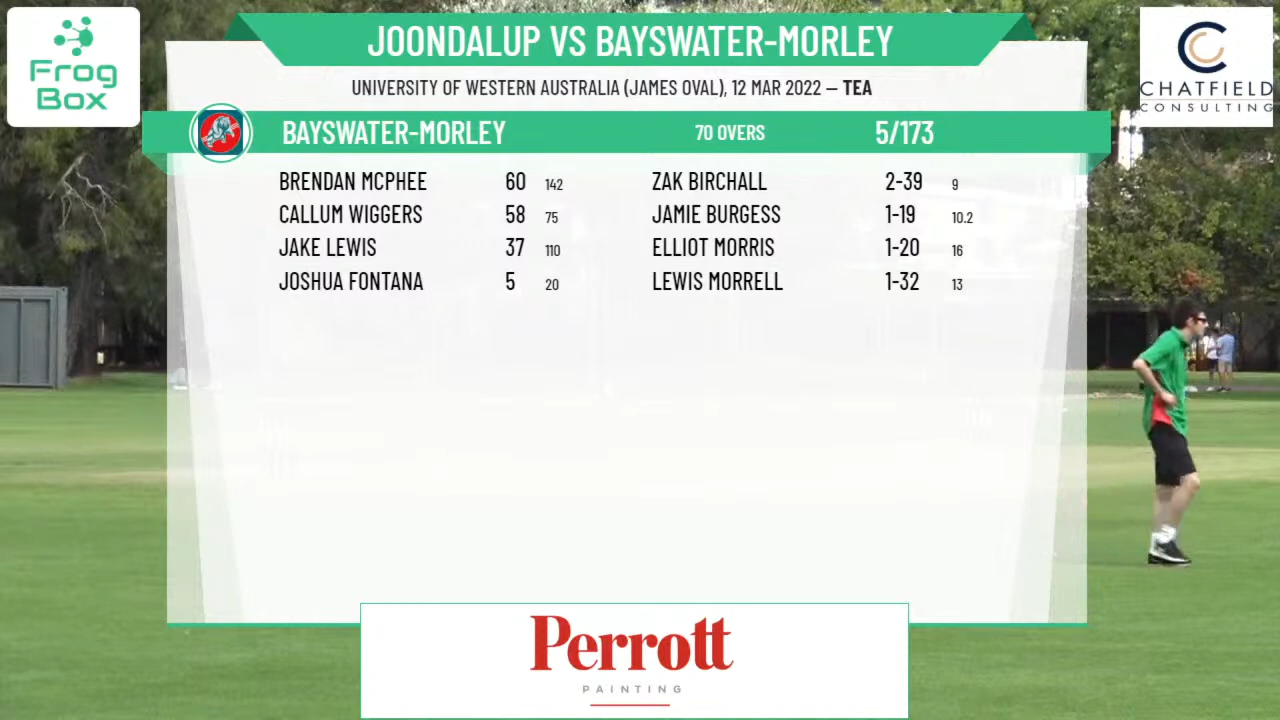 Frog
Box
JOONDALUP VS BAYSWATER-MORLEY
CHATFIELD
CONSULTING
UNIVERSITY OF WESTERN AUSTRALIA (JAMES OVAL), 12 MAR 2022 – TEA
BAYSWATER-MORLEY 70 OVERS 5/173
BRENDAN MCPHEE 60 142 ZAK BIRCHALL 2-39 9
CALLUM WIGGERS 58 75 JAMIE BURGESS 1-19 10.2
JAKE LEWIS 37 110 ELLIOT MORRIS 1-20 16
JOSHUA FONTANA 5 20 LEWIS MORRELL 1-32 13
Perrott
PAINTING